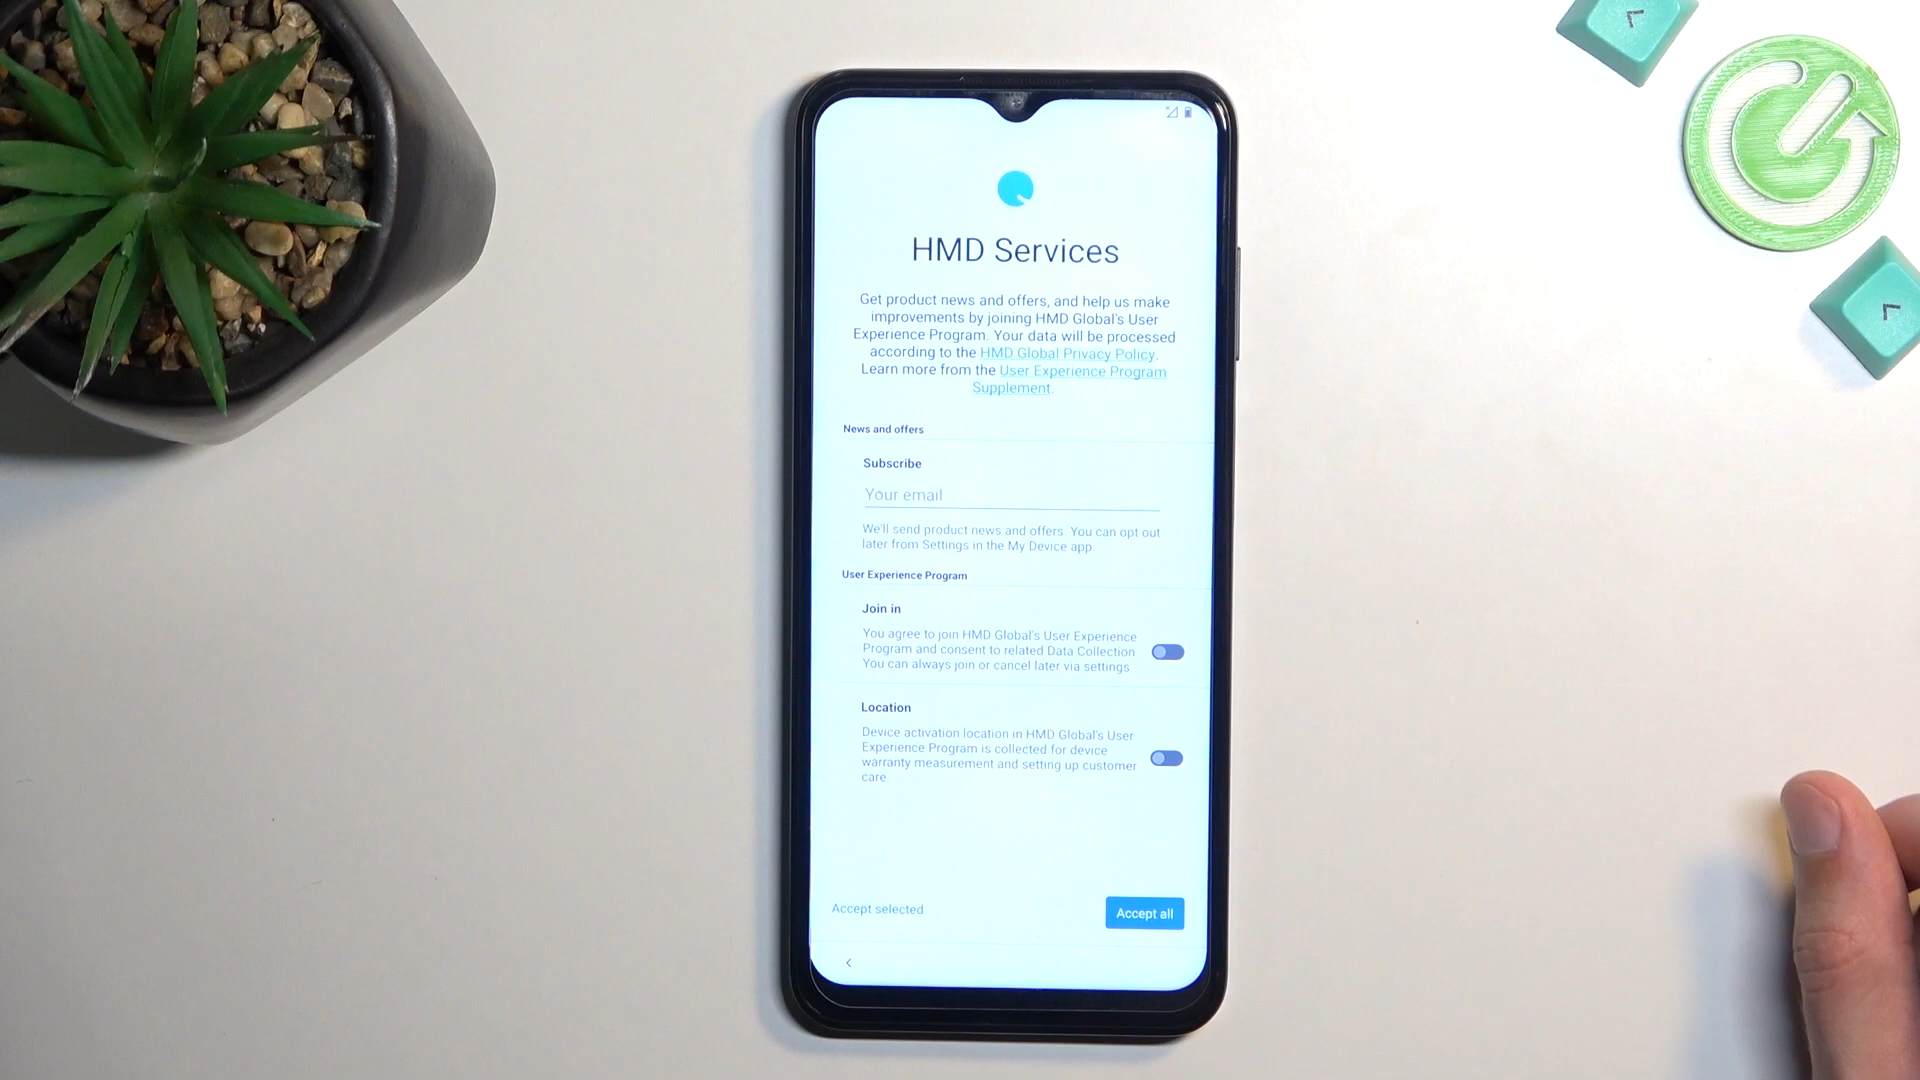 HMD Services
Get product news and offers, and help us make
improvements by joining HMD Global's User
Experience Program. Your data will be processed
according to the HMD Global Privacy Policy.
Learn more from the User Experience Program
Supplement.
News and offers
Subscribe
Your email
We'll send product news and offers. You can opt out
later from Settings in the My Device app
User Experience Program
Join in
You agree to join HMD Global's User Experience
Program and consent to related Data Collection.
You can always join or cancel later via settings
Location
Device activation location in HMD Global's User
Experience Program is collected for device
warranty measurement and setting up customer
care
Accept selected
Accept all